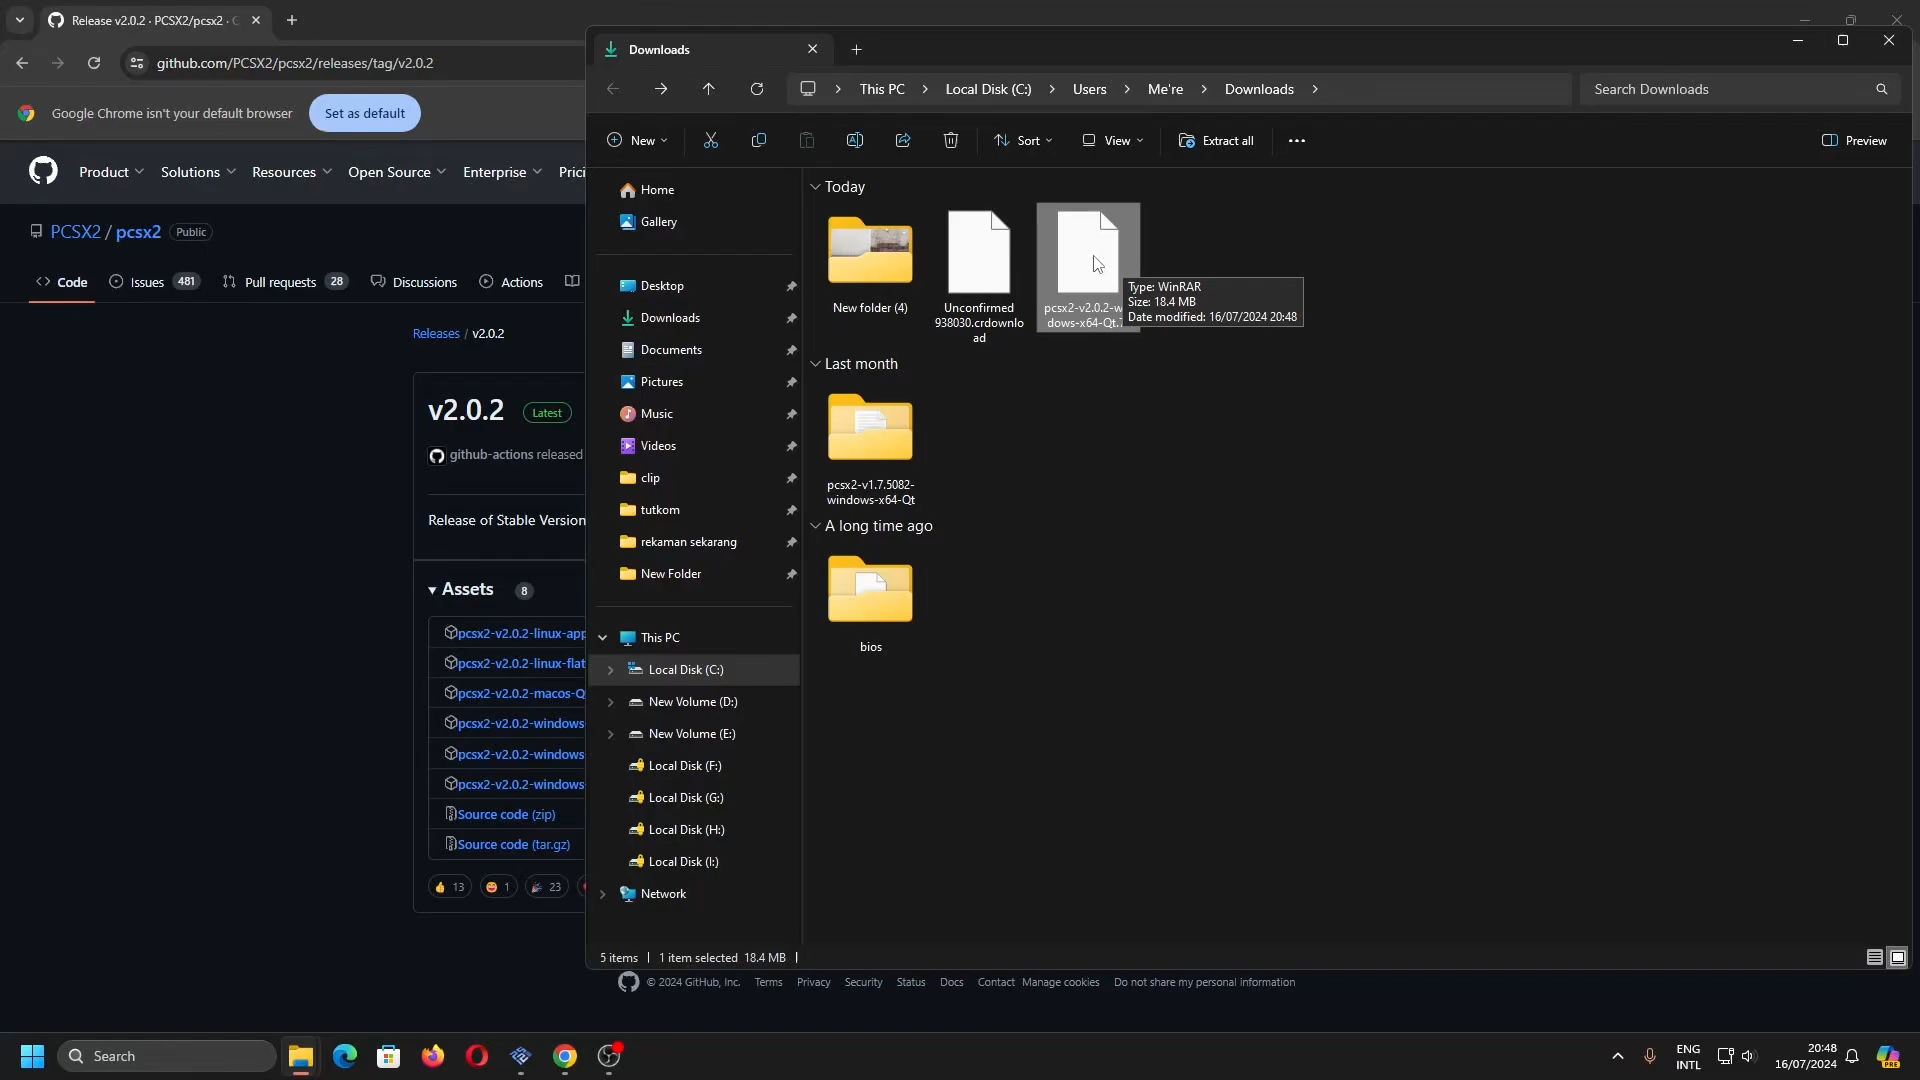 Release v2.0.2 · PCSX2/pcsx2 ·
github.com/PCSX2/pcsx2/releases/tag/v2.0.2
Google Chrome isn't your default browser
Set as default
Product
Solutions
Resources
Open Source
Enterprise
Prici
PCSX2 / pcsx2 Public
Code
Issues 481
Pull requests 28
Discussions
Actions
Releases / v2.0.2
v2.0.2 Latest
github-actions released
Release of Stable Version
Assets 8
pcsx2-v2.0.2-linux-app
pcsx2-v2.0.2-linux-flat
pcsx2-v2.0.2-macos-Q
pcsx2-v2.0.2-windows
pcsx2-v2.0.2-windows
pcsx2-v2.0.2-windows
Source code (zip)
Source code (tar.gz)
13
1
23
Downloads
This PC
Local Disk (C:)
Users
Me're
Downloads
Search Downloads
New
Sort
View
Extract all
Preview
Home
Gallery
Desktop
Downloads
Documents
Pictures
Music
Videos
clip
tutkom
rekaman sekarang
New Folder
This PC
Local Disk (C:)
New Volume (D:)
New Volume (E:)
Local Disk (F:)
Local Disk (G:)
Local Disk (H:)
Local Disk (I:)
Network
Today
New folder (4)
Unconfirmed
938030.crdownlo
ad
pcsx2-v2.0.2-w
dows-x64-Qt.
Type: WinRAR
Size: 18.4 MB
Date modified: 16/07/2024 20:48
Last month
pcsx2-v1.7.5082-
windows-x64-Qt
A long time ago
bios
5 items
1 item selected 18.4 MB
© 2024 GitHub, Inc.
Terms
Privacy
Security
Status
Docs
Contact
Manage cookies
Do not share my personal information
Search
ENG
INTL
20:48
16/07/2024
PRE